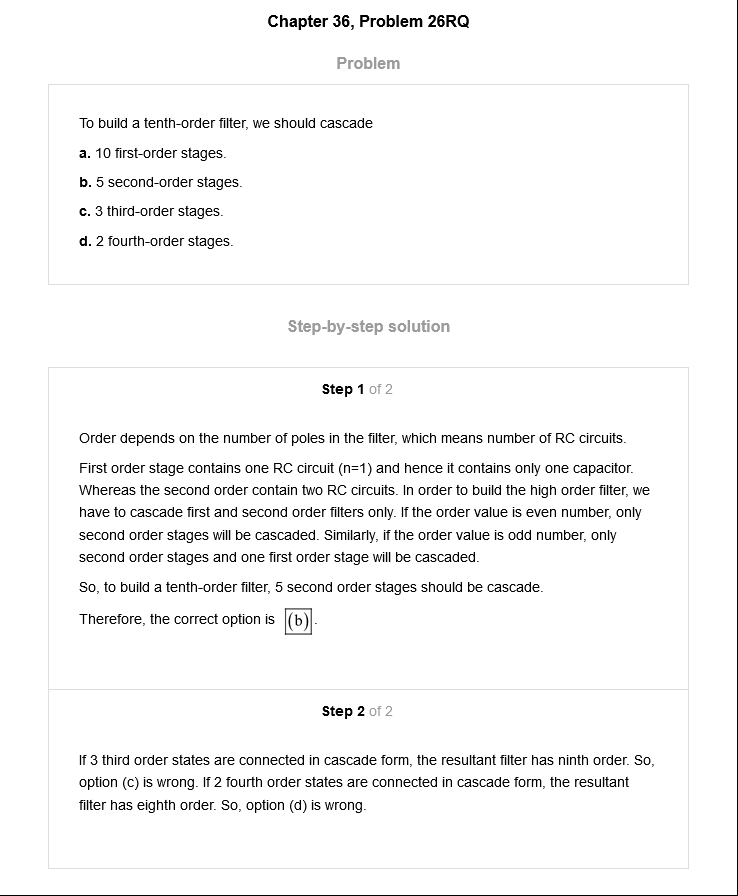 Chapter 36, Problem 26RQ
Problem
To build a tenth-order filter, we should cascade
a. 10 first-order stages.
b. 5 second-order stages.
c. 3 third-order stages.
d. 2 fourth-order stages.
Step-by-step solution
Step 1 of 2
Order depends on the number of poles in the filter, which means number of RC circuits.
First order stage contains one RC circuit (n=1) and hence it contains only one capacitor.
Whereas the second order contain two RC circuits. In order to build the high order filter, we
have to cascade first and second order filters only. If the order value is even number, only
second order stages will be cascaded. Similarly, if the order value is odd number, only
second order stages and one first order stage will be cascaded.
So, to build a tenth-order filter, 5 second order stages should be cascade.
Therefore, the correct option is (b).
Step 2 of 2
If 3 third order states are connected in cascade form, the resultant filter has ninth order. So,
option (c) is wrong. If 2 fourth order states are connected in cascade form, the resultant
filter has eighth order. So, option (d) is wrong.